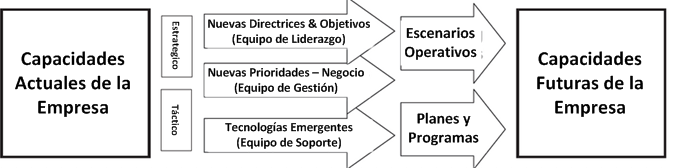 Capacidades
Actuales de la
Empresa
Estrategico
Táctico
Nuevas Directrices & Objetivos
(Equipo de Liderazgo)
Nuevas Prioridades – Negocio
(Equipo de Gestión)
Tecnologías Emergentes
(Equipo de Soporte)
Escenarios
Operativos
Planes y
Programas
Capacidades
Futuras de la
Empresa